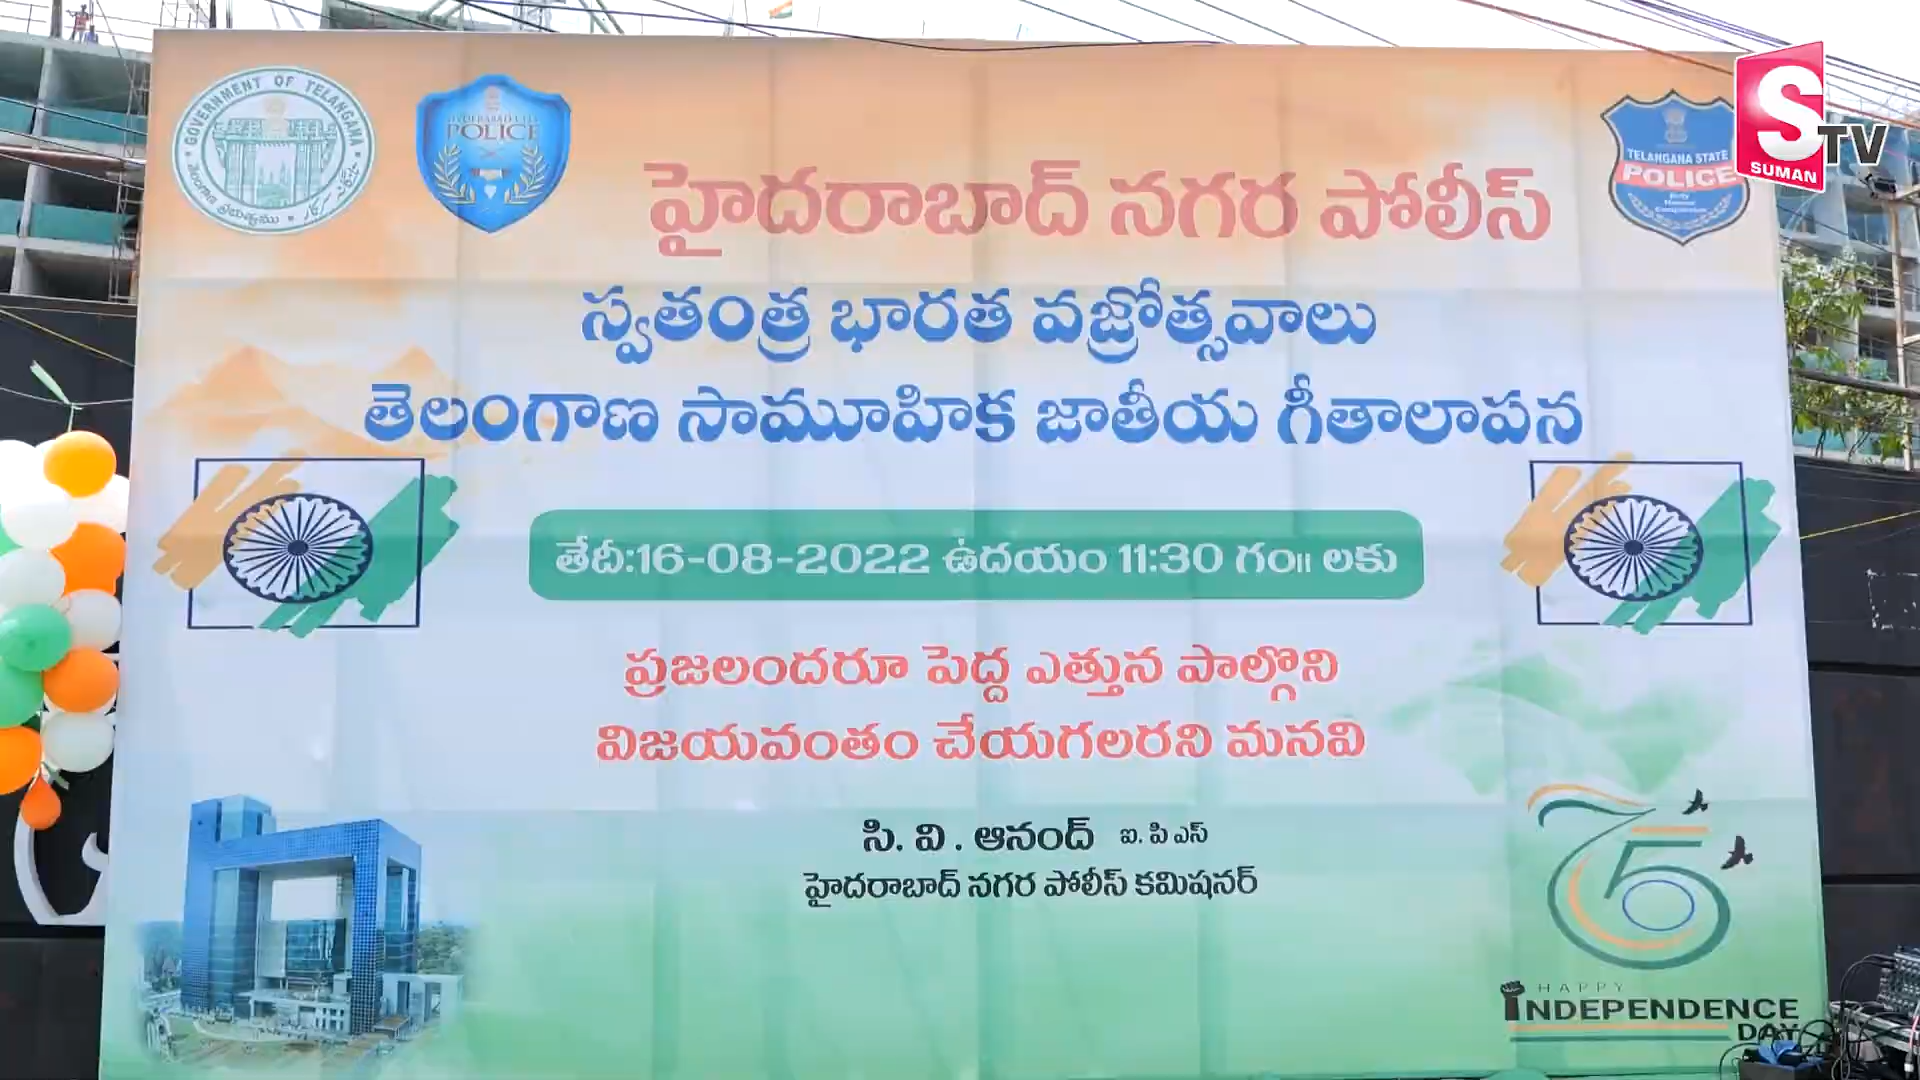 GOVERNMENT OF TELANGANA
తెలంగాణ ప్రభుత్వము
HYDERABAD CITY
POLICE
TELANGANA STATE
POLICE
S
SUMAN
TV
హైదరాబాద్ నగర పోలీస్
స్వతంత్ర భారత వజ్రోత్సవాలు
తెలంగాణ సామూహిక జాతీయ గీతాలాపన
తేదీ:16-08-2022 ఉదయం 11:30 గం॥ లకు
ప్రజలందరూ పెద్ద ఎత్తున పాల్గొని
విజయవంతం చేయగలరని మనవి
సి. వి. ఆనంద్ ఐ. పి ఎస్
హైదరాబాద్ నగర పోలీస్ కమిషనర్
75
HAPPY
INDEPENDENCE
DAY